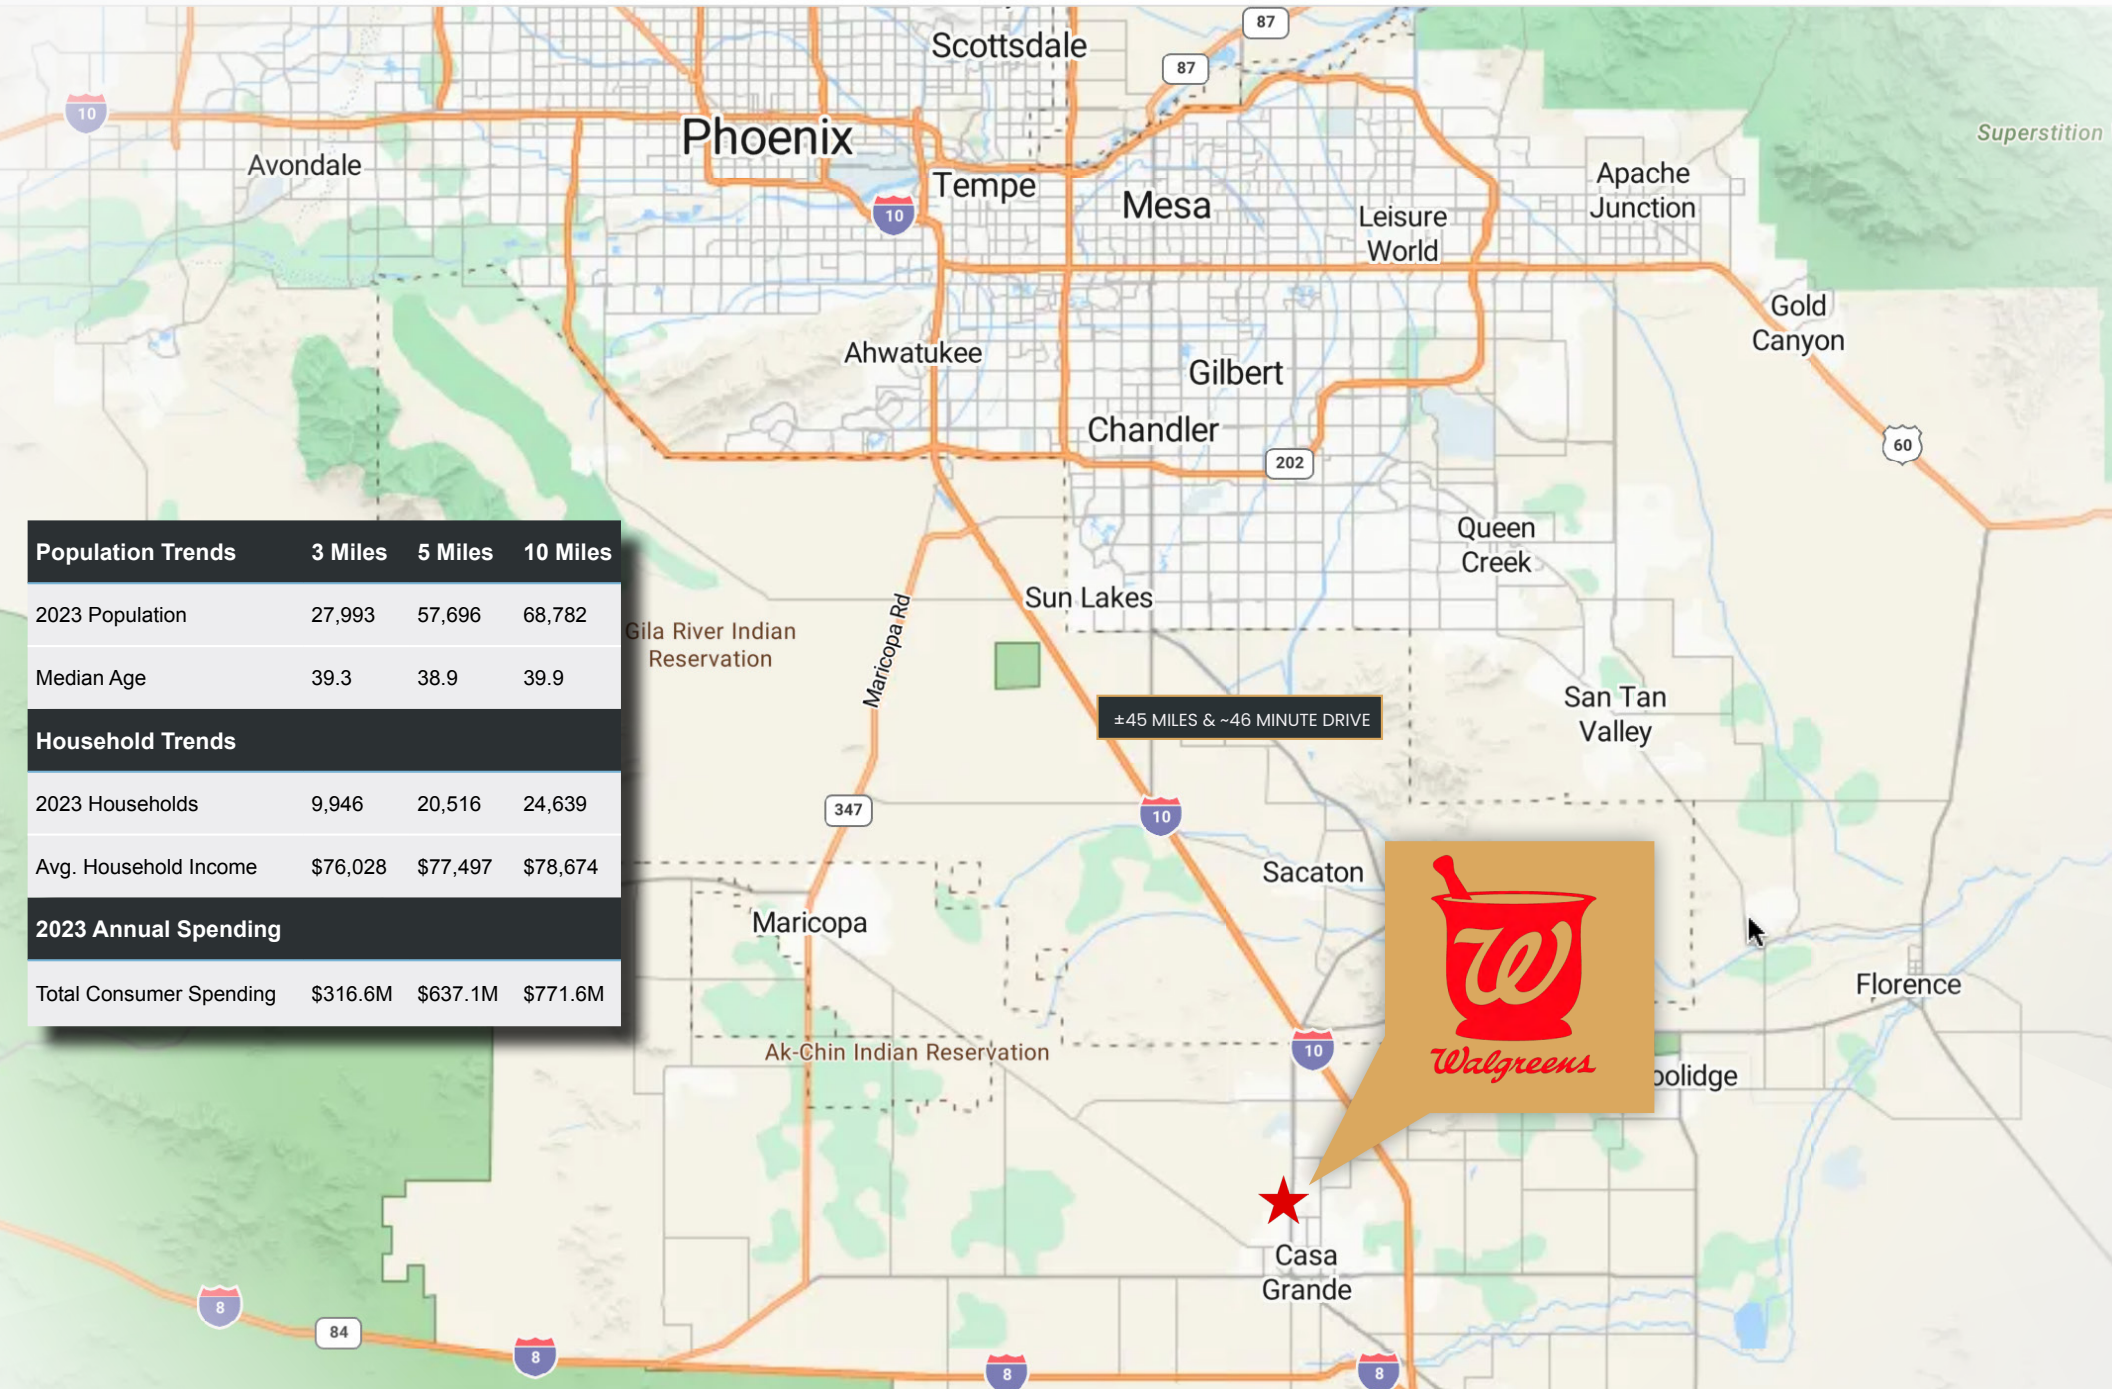 87
Scottsdale
87
10
Phoenix
Superstition
Avondale
Tempe
Apache
Junction
10
Mesa
Leisure
World
Gold
Canyon
Ahwatukee
Gilbert
Chandler
60
202
Queen
Creek
Population Trends 3 Miles 5 Miles 10 Miles
2023 Population 27,993 57,696 68,782
Median Age 39.3 38.9 39.9
Household Trends
2023 Households 9,946 20,516 24,639
Avg. Household Income $76,028 $77,497 $78,674
2023 Annual Spending
Total Consumer Spending $316.6M $637.1M $771.6M
Sun Lakes
Gila River Indian
Reservation
Maricopa Rd
San Tan
Valley
±45 MILES & ~46 MINUTE DRIVE
347
10
Sacaton
Maricopa
W
Walgreens
Florence
Ak-Chin Indian Reservation
10
oolidge
Casa
Grande
8
84
8
8
8